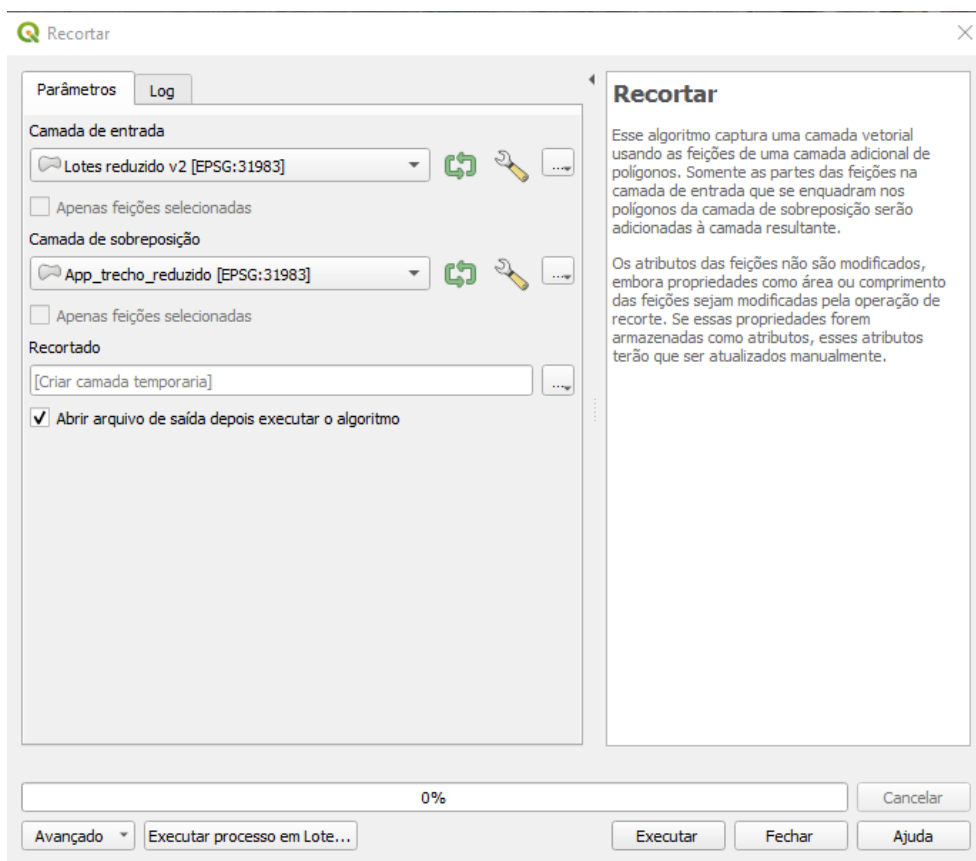 Recortar
Parâmetros
Log
Camada de entrada
Lotes reduzido v2 [EPSG:31983]
...
Apenas feições selecionadas
Camada de sobreposição
App_trecho_reduzido [EPSG:31983]
...
Apenas feições selecionadas
Recortado
[Criar camada temporaria]
...
Abrir arquivo de saída depois executar o algoritmo
Recortar
Esse algoritmo captura uma camada vetorial
usando as feições de uma camada adicional de
polígonos. Somente as partes das feições na
camada de entrada que se enquadram nos
polígonos da camada de sobreposição serão
adicionadas à camada resultante.
Os atributos das feições não são modificados,
embora propriedades como área ou comprimento
das feições sejam modificadas pela operação de
recorte. Se essas propriedades forem
armazenadas como atributos, esses atributos
terão que ser atualizados manualmente.
0%
Cancelar
Avançado
Executar processo em Lote...
Executar
Fechar
Ajuda